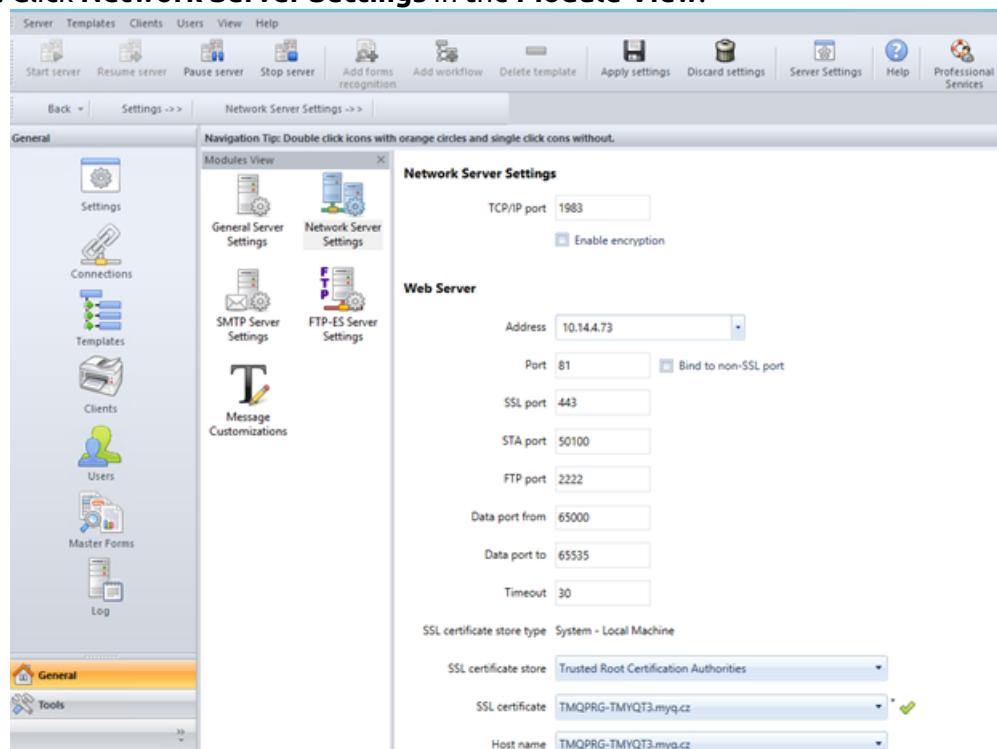 Click Network Server Settings in the Module View.
Server Templates Clients Users View Help
Start server Resume server Pause server Stop server Add forms recognition Add workflow Delete template Apply settings Discard settings Server Settings Help Professional Services
Back Settings ->> Network Server Settings ->>
General
Navigation Tip: Double click icons with orange circles and single click cons without.
Modules View
Settings
Connections
Templates
Clients
Users
Master Forms
Log
General
Tools
General Server Settings
Network Server Settings
FTP
SMTP Server Settings
FTP-ES Server Settings
T
Message Customizations
Network Server Settings
TCP/IP port 1983
Enable encryption
Web Server
Address 10.14.4.73
Port 81 Bind to non-SSL port
SSL port 443
STA port 50100
FTP port 2222
Data port from 65000
Data port to 65535
Timeout 30
SSL certificate store type System - Local Machine
SSL certificate store Trusted Root Certification Authorities
SSL certificate TMQPRG-TMYQT3.myq.cz *
Host name TMQPRG-TMYQT3.myq.cz